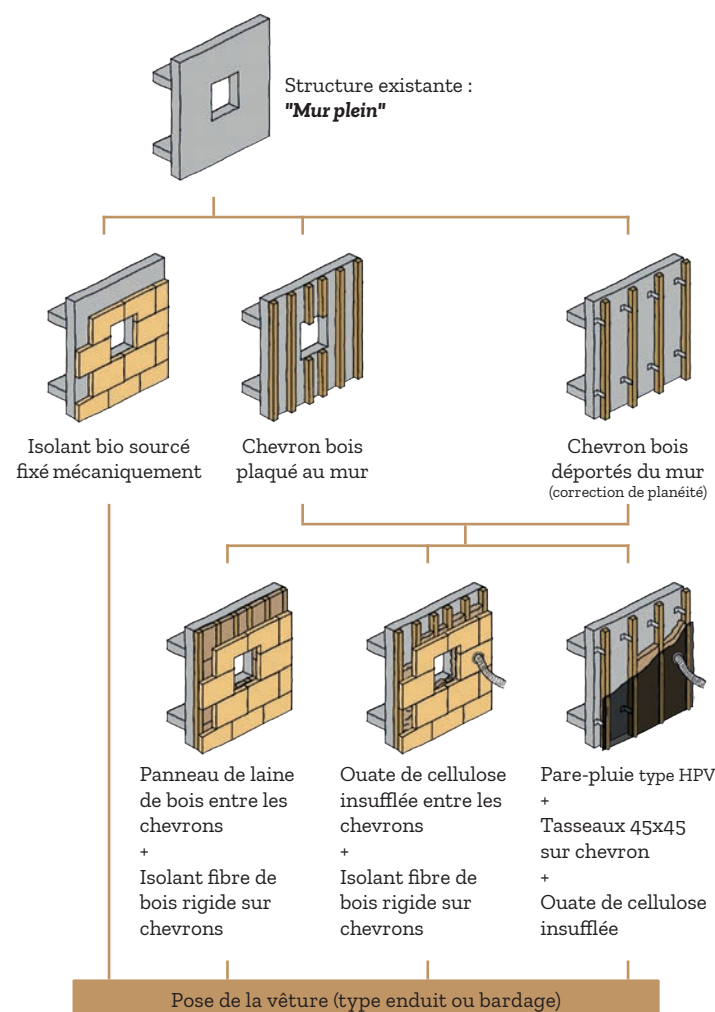 Structure existante :
"Mur plein"
Isolant bio sourcé
fixé mécaniquement
Chevron bois
plaqué au mur
Chevron bois
déportés du mur
(correction de planéité)
Panneau de laine
de bois entre les
chevrons
+
Isolant fibre de
bois rigide sur
chevrons
Ouate de cellulose
insufflée entre les
chevrons
+
Isolant fibre de
bois rigide sur
chevrons
Pare-pluie type HPV
+
Tasseaux 45x45
sur chevron
+
Ouate de cellulose
insufflée
Pose de la vêture (type enduit ou bardage)